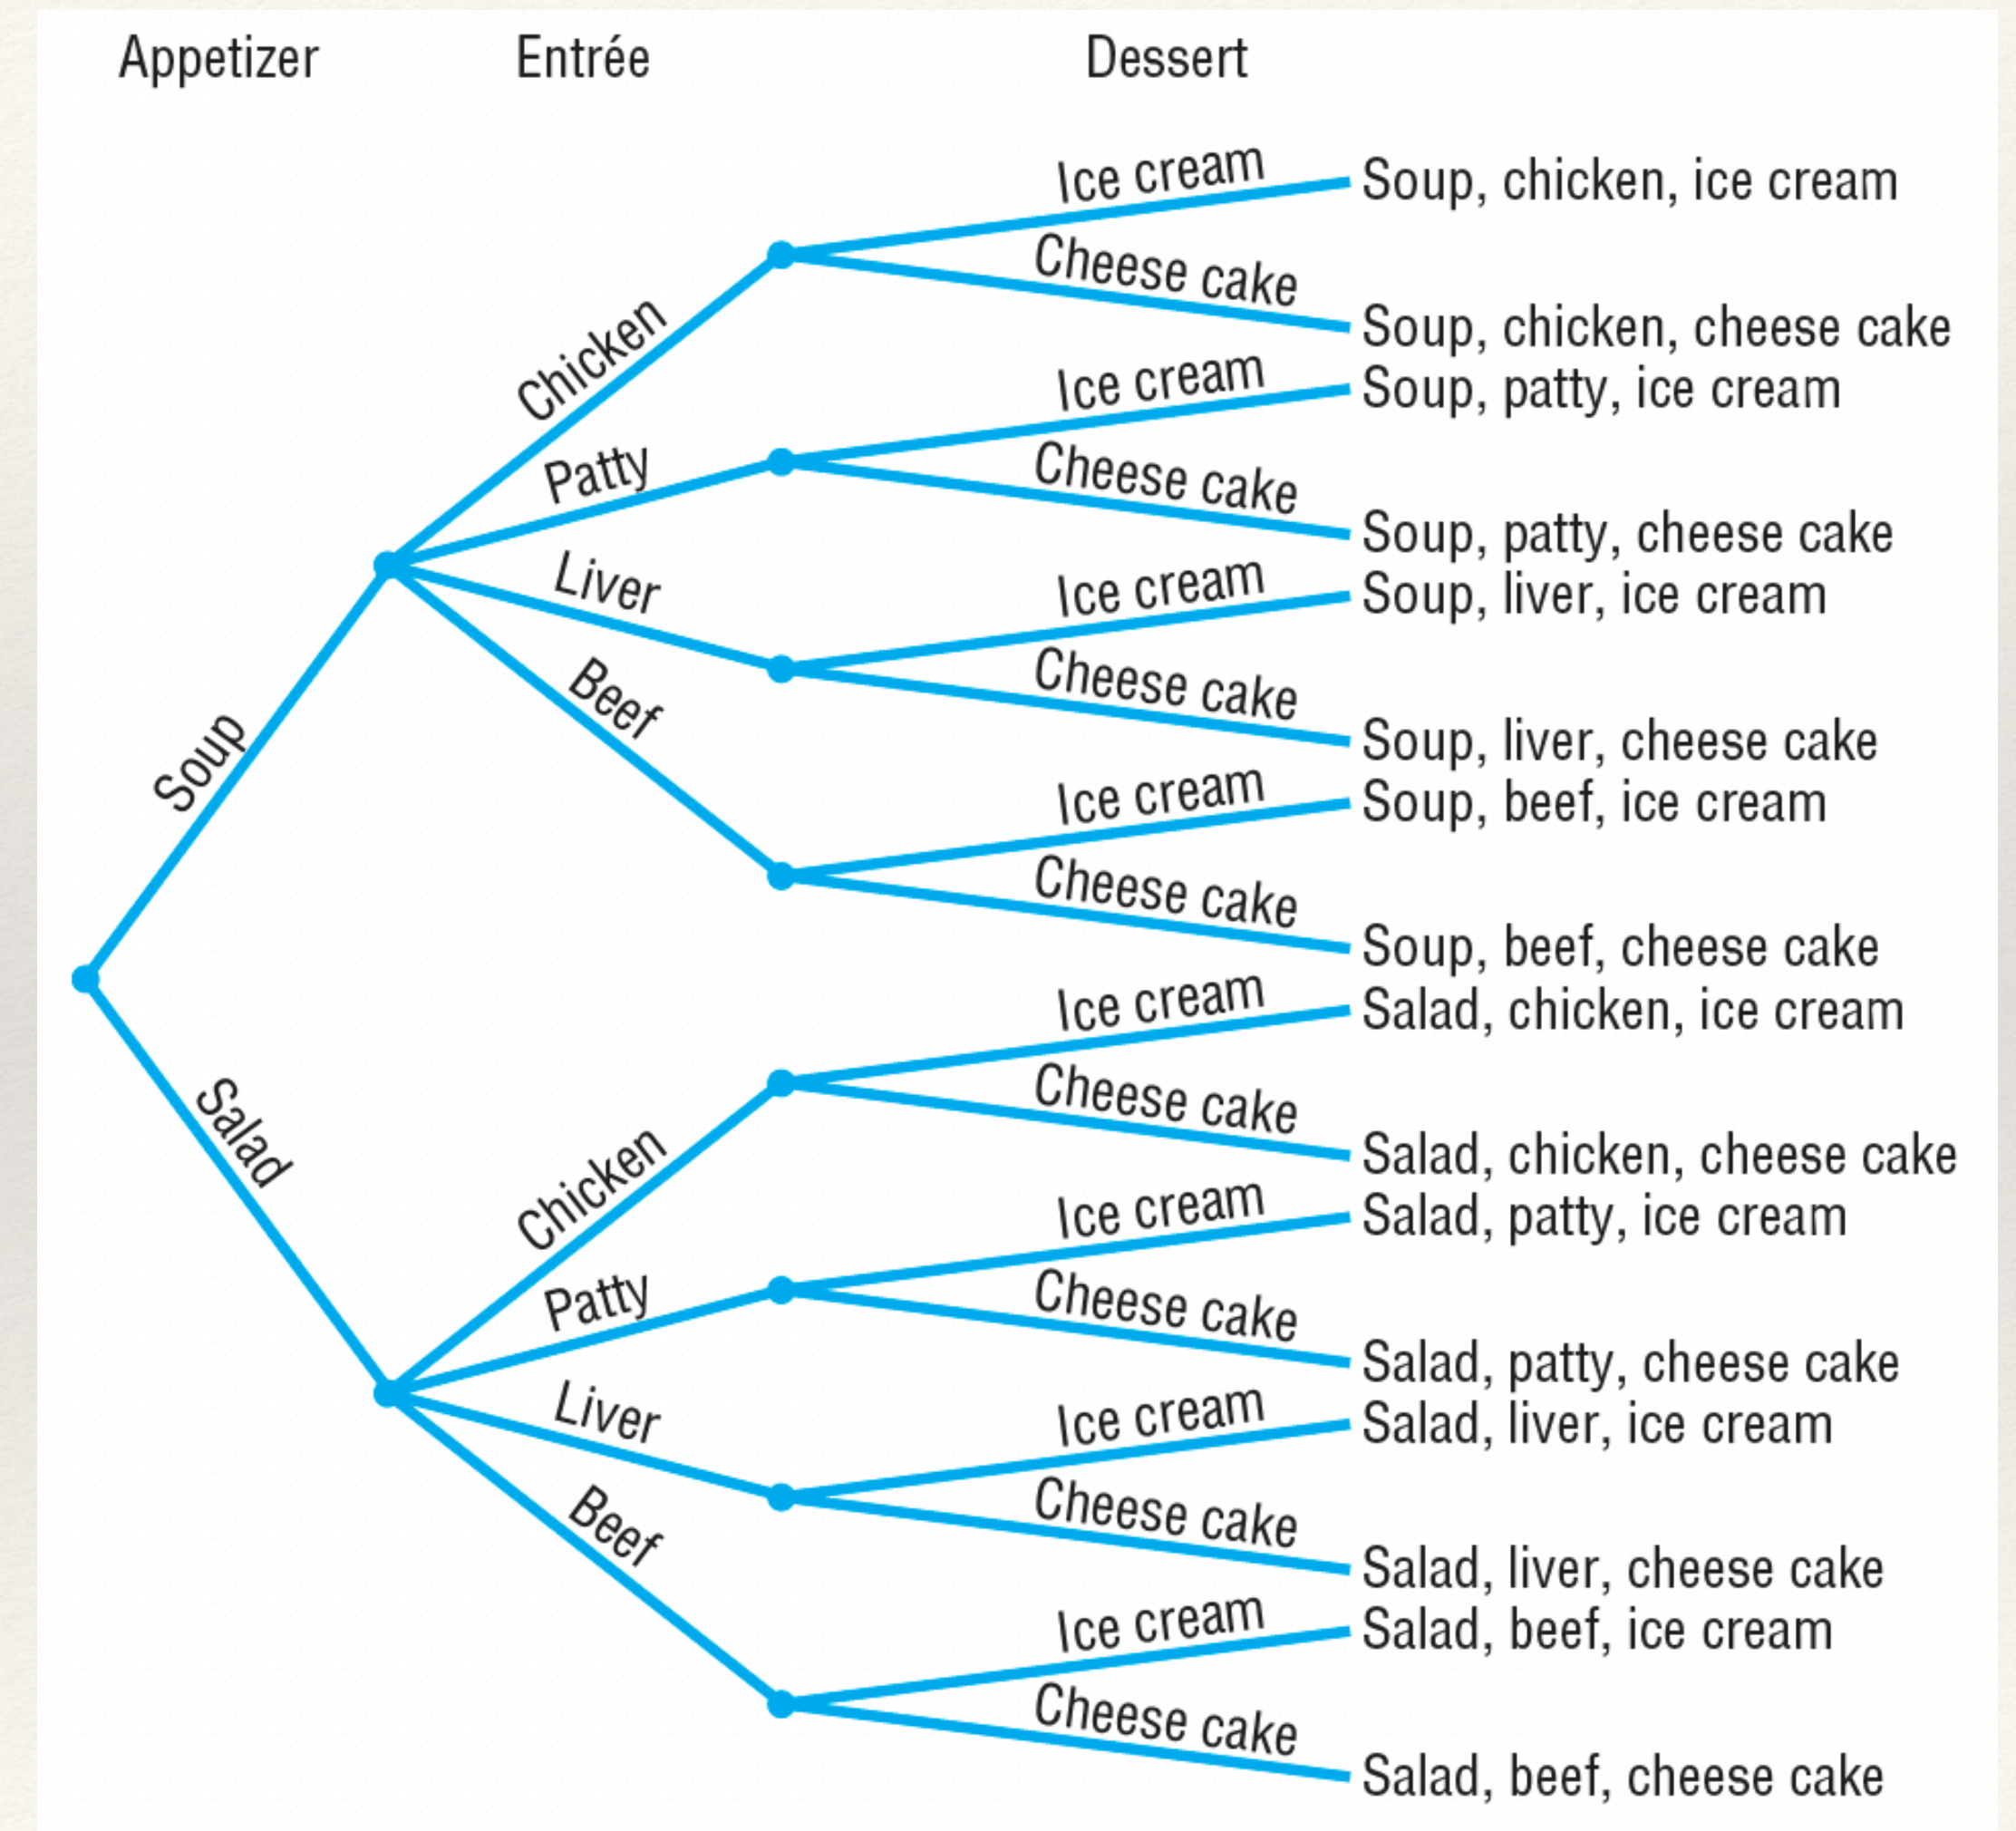 Appetizer Entrée Dessert
Ice cream Soup, chicken, ice cream
Cheese cake Soup, chicken, cheese cake
Chicken
Ice cream Soup, patty, ice cream
Patty Cheese cake Soup, patty, cheese cake
Liver Ice cream Soup, liver, ice cream
Beef Cheese cake Soup, liver, cheese cake
Soup
Ice cream Soup, beef, ice cream
Cheese cake Soup, beef, cheese cake
Ice cream Salad, chicken, ice cream
Salad Cheese cake Salad, chicken, cheese cake
Chicken
Ice cream Salad, patty, ice cream
Patty Cheese cake Salad, patty, cheese cake
Liver Ice cream Salad, liver, ice cream
Beef Cheese cake Salad, liver, cheese cake
Ice cream Salad, beef, ice cream
Cheese cake Salad, beef, cheese cake